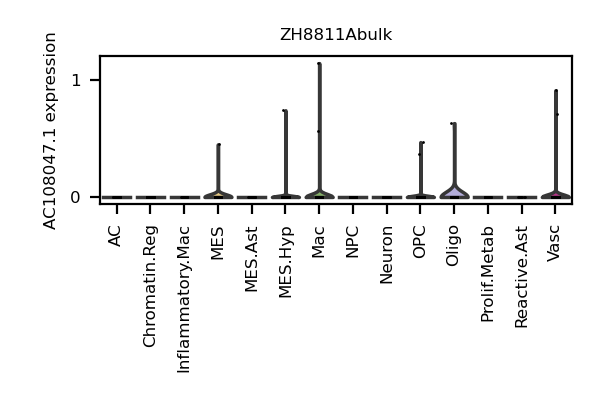 ZH8811Abulk
AC108047.1 expression
1
0
AC
Chromatin.Reg
Inflammatory.Mac
MES
MES.Ast
MES.Hyp
Mac
NPC
Neuron
OPC
Oligo
Prolif.Metab
Reactive.Ast
Vasc